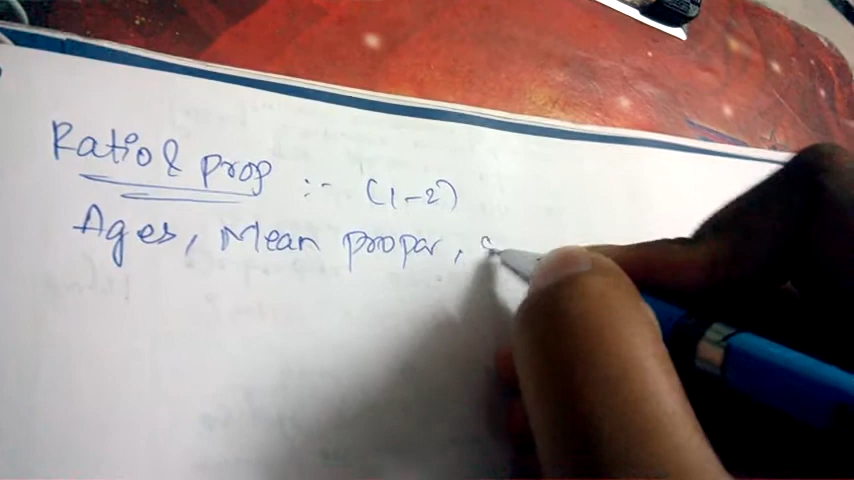 Ratio & prop :- (1-2)
Ages, Mean propor,